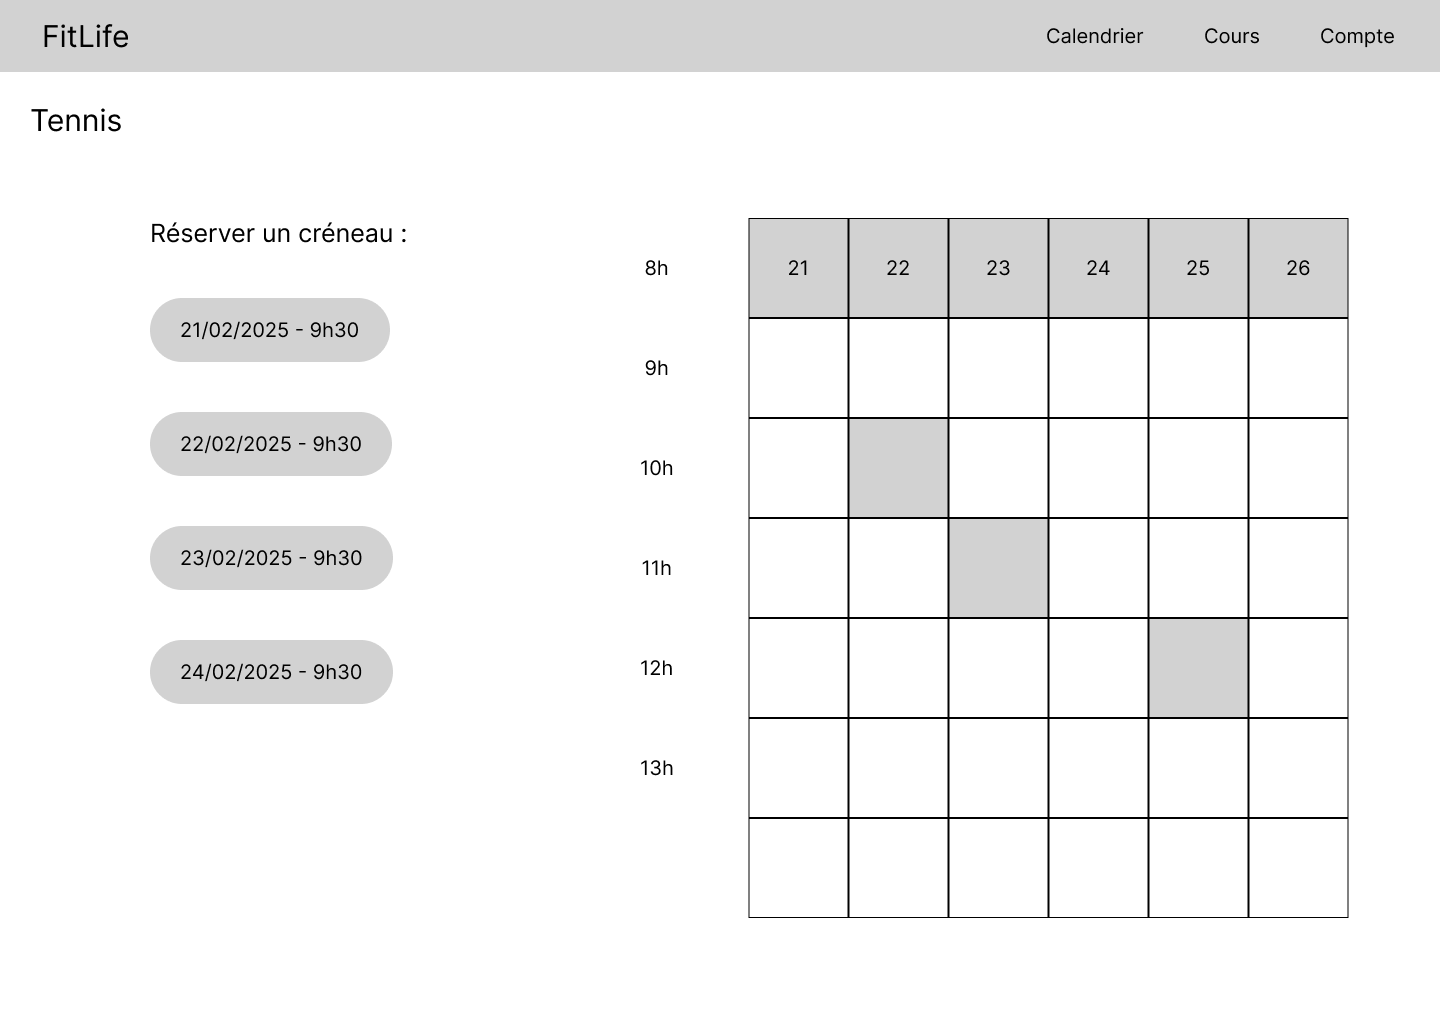 FitLife
Calendrier Cours Compte
Tennis
Réserver un créneau :
21/02/2025 - 9h30
22/02/2025 - 9h30
23/02/2025 - 9h30
24/02/2025 - 9h30
8h 21 22 23 24 25 26
9h
10h
11h
12h
13h